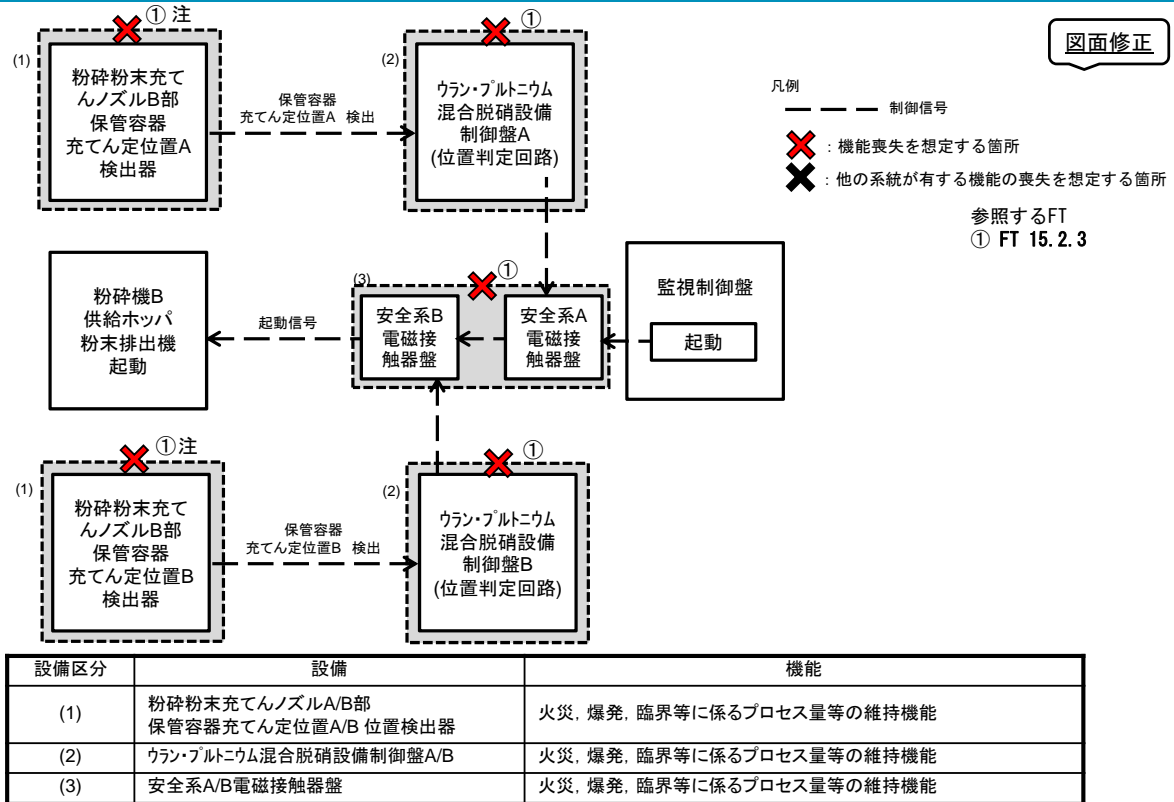 ① 注
①
図面修正
(1)
粉砕粉末充て
んノズルB部
保管容器
充てん定位置A
検出器
保管容器
充てん定位置A 検出
(2)
ウラン・プルトニウム
混合脱硝設備
制御盤A
(位置判定回路)
凡例
制御信号
：機能喪失を想定する箇所
：他の系統が有する機能の喪失を想定する箇所
参照するFT
① FT 15.2.3
粉砕機B
供給ホッパ
粉末排出機
起動
起動信号
(3)
①
安全系B
電磁接
触器盤
安全系A
電磁接
触器盤
監視制御盤
起動
①注
①
(1)
粉砕粉末充て
んノズルB部
保管容器
充てん定位置B
検出器
保管容器
充てん定位置B 検出
(2)
ウラン・プルトニウム
混合脱硝設備
制御盤B
(位置判定回路)
設備区分 設備 機能
(1) 粉砕粉末充てんノズルA/B部
保管容器充てん定位置A/B 位置検出器 火災, 爆発, 臨界等に係るプロセス量等の維持機能
(2) ウラン・プルトニウム混合脱硝設備制御盤A/B 火災, 爆発, 臨界等に係るプロセス量等の維持機能
(3) 安全系A/B電磁接触器盤 火災, 爆発, 臨界等に係るプロセス量等の維持機能